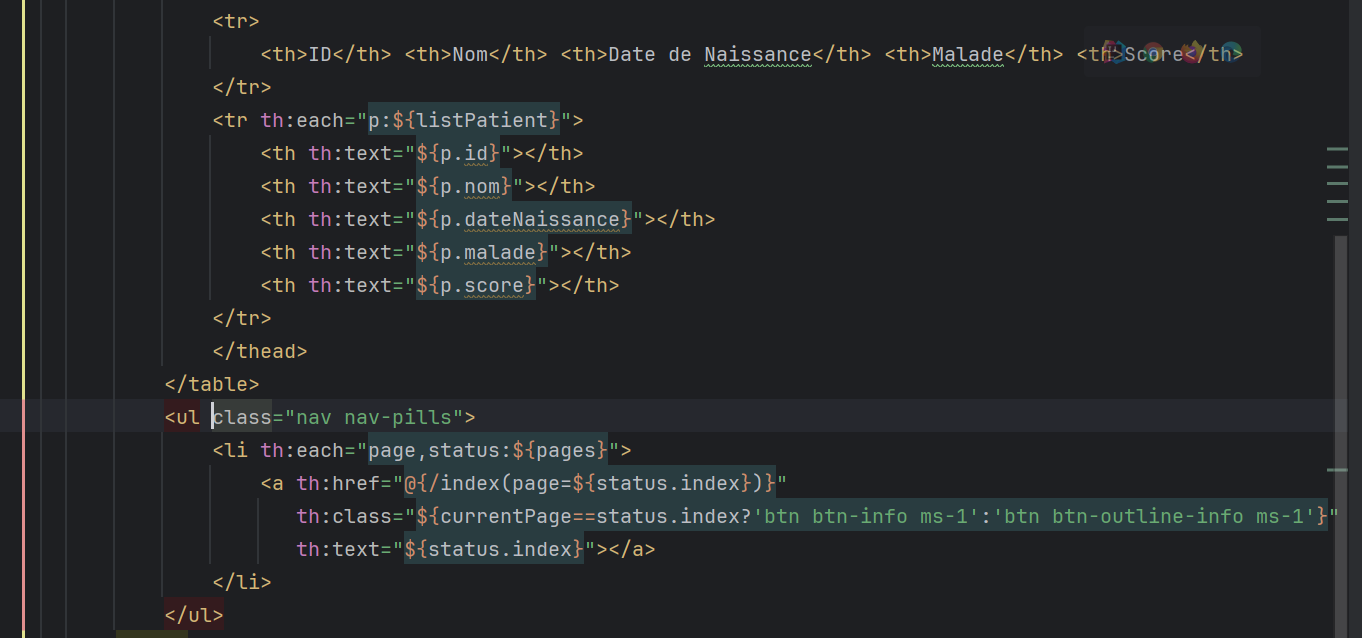 <tr>
<th>ID</th> <th>Nom</th> <th>Date de Naissance</th> <th>Malade</th> <th>Score</th>
</tr>
<tr th:each="p:${listPatient}">
<th th:text="${p.id}"></th>
<th th:text="${p.nom}"></th>
<th th:text="${p.dateNaissance}"></th>
<th th:text="${p.malade}"></th>
<th th:text="${p.score}"></th>
</tr>
</thead>
</table>
<ul class="nav nav-pills">
<li th:each="page,status:${pages}">
<a th:href="@{/index(page=${status.index})}"
th:class="${currentPage==status.index?'btn btn-info ms-1':'btn btn-outline-info ms-1'}"
th:text="${status.index}"></a>
</li>
</ul>